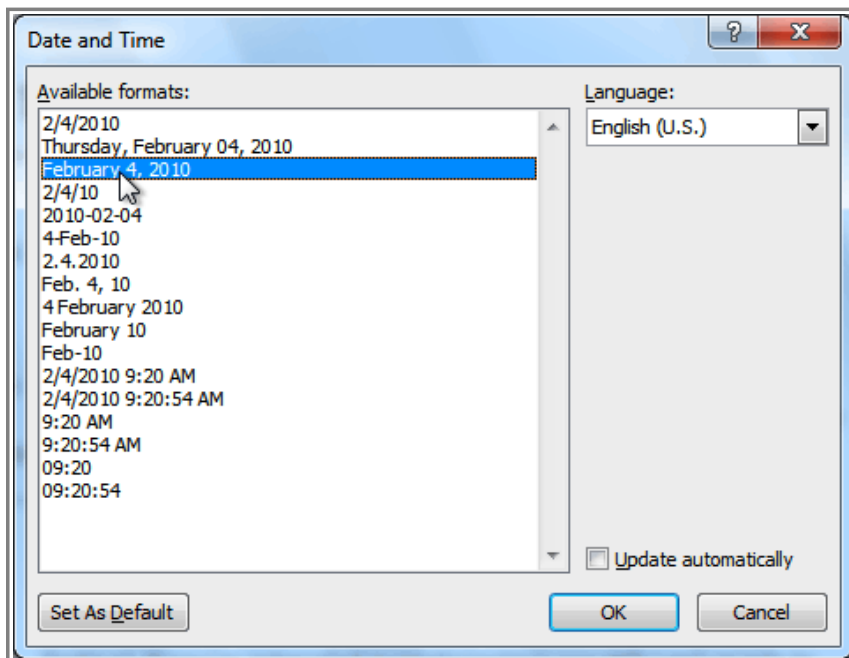 Date and Time
Available formats:
2/4/2010
Thursday, February 04, 2010
February 4, 2010
2/4/10
2010-02-04
4-Feb-10
2.4.2010
Feb. 4, 10
4 February 2010
February 10
Feb-10
2/4/2010 9:20 AM
2/4/2010 9:20:54 AM
9:20 AM
9:20:54 AM
09:20
09:20:54
Language:
English (U.S.)
Update automatically
Set As Default
OK
Cancel